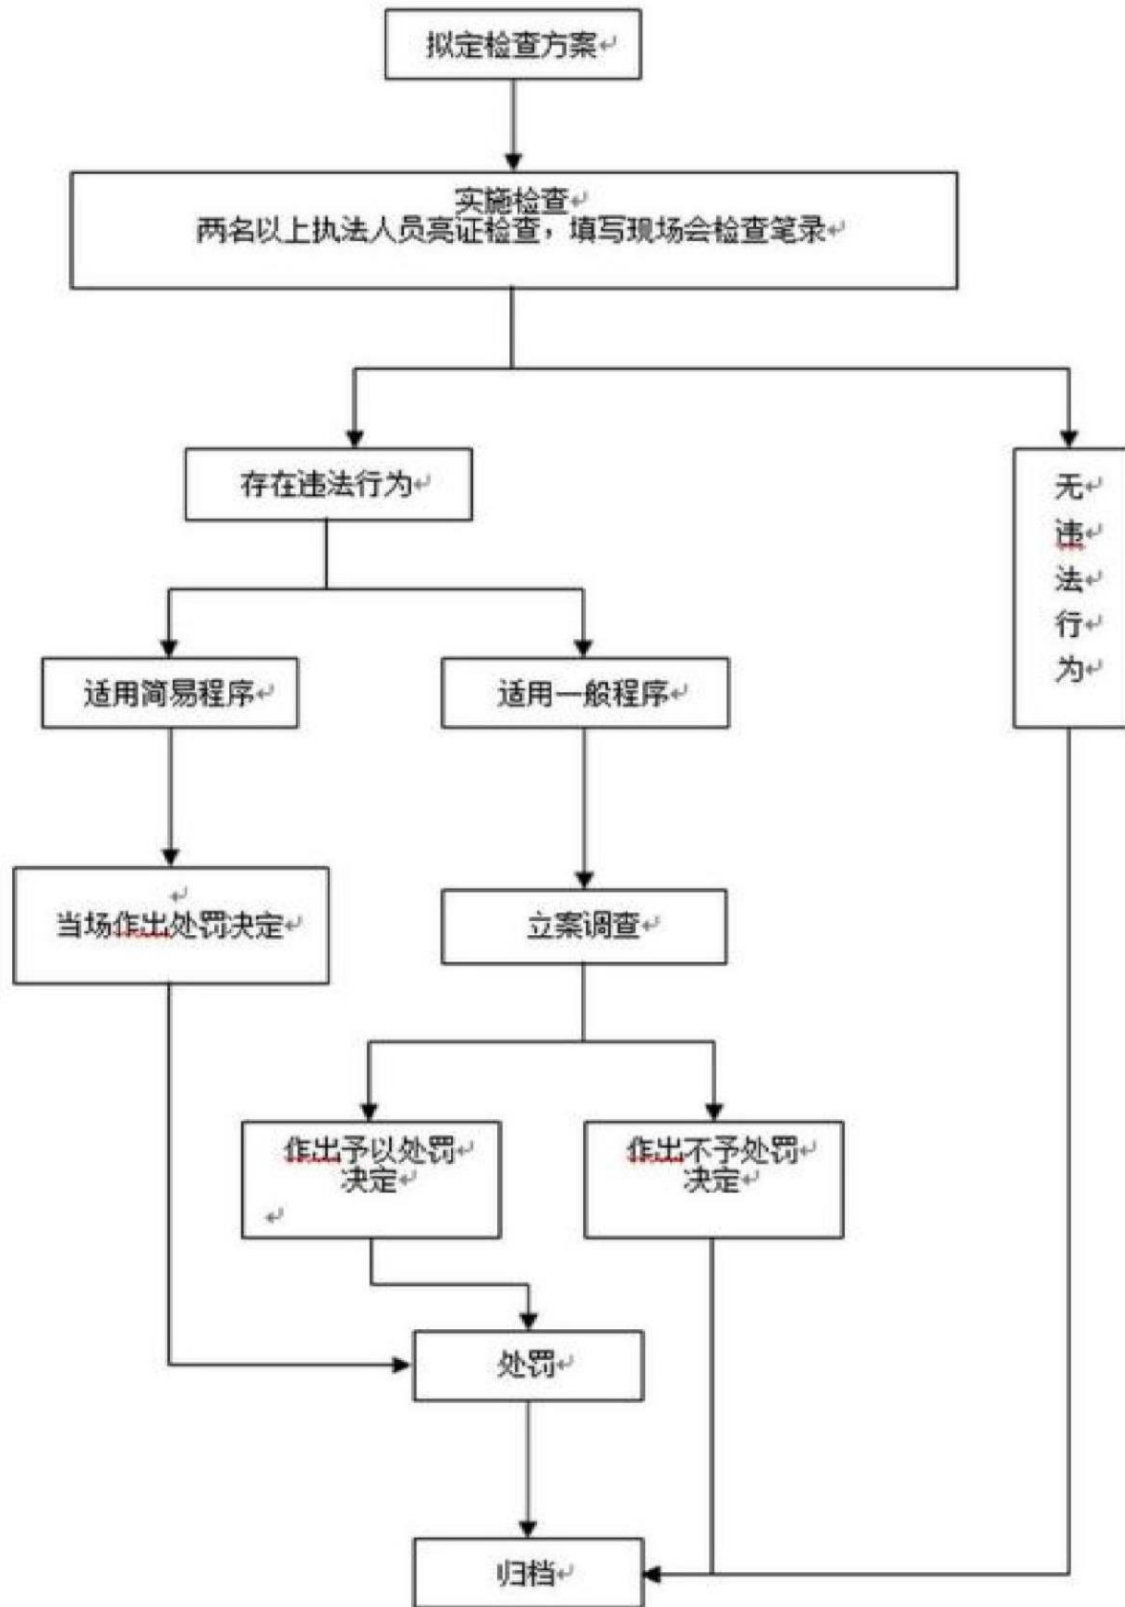 拟定检查方案
实施检查
两名以上执法人员亮证检查，填写现场会检查笔录
存在违法行为
无
违
法
行
为
适用简易程序
适用一般程序
当场作出处罚决定
立案调查
作出予以处罚
决定
作出不予处罚
决定
处罚
归档